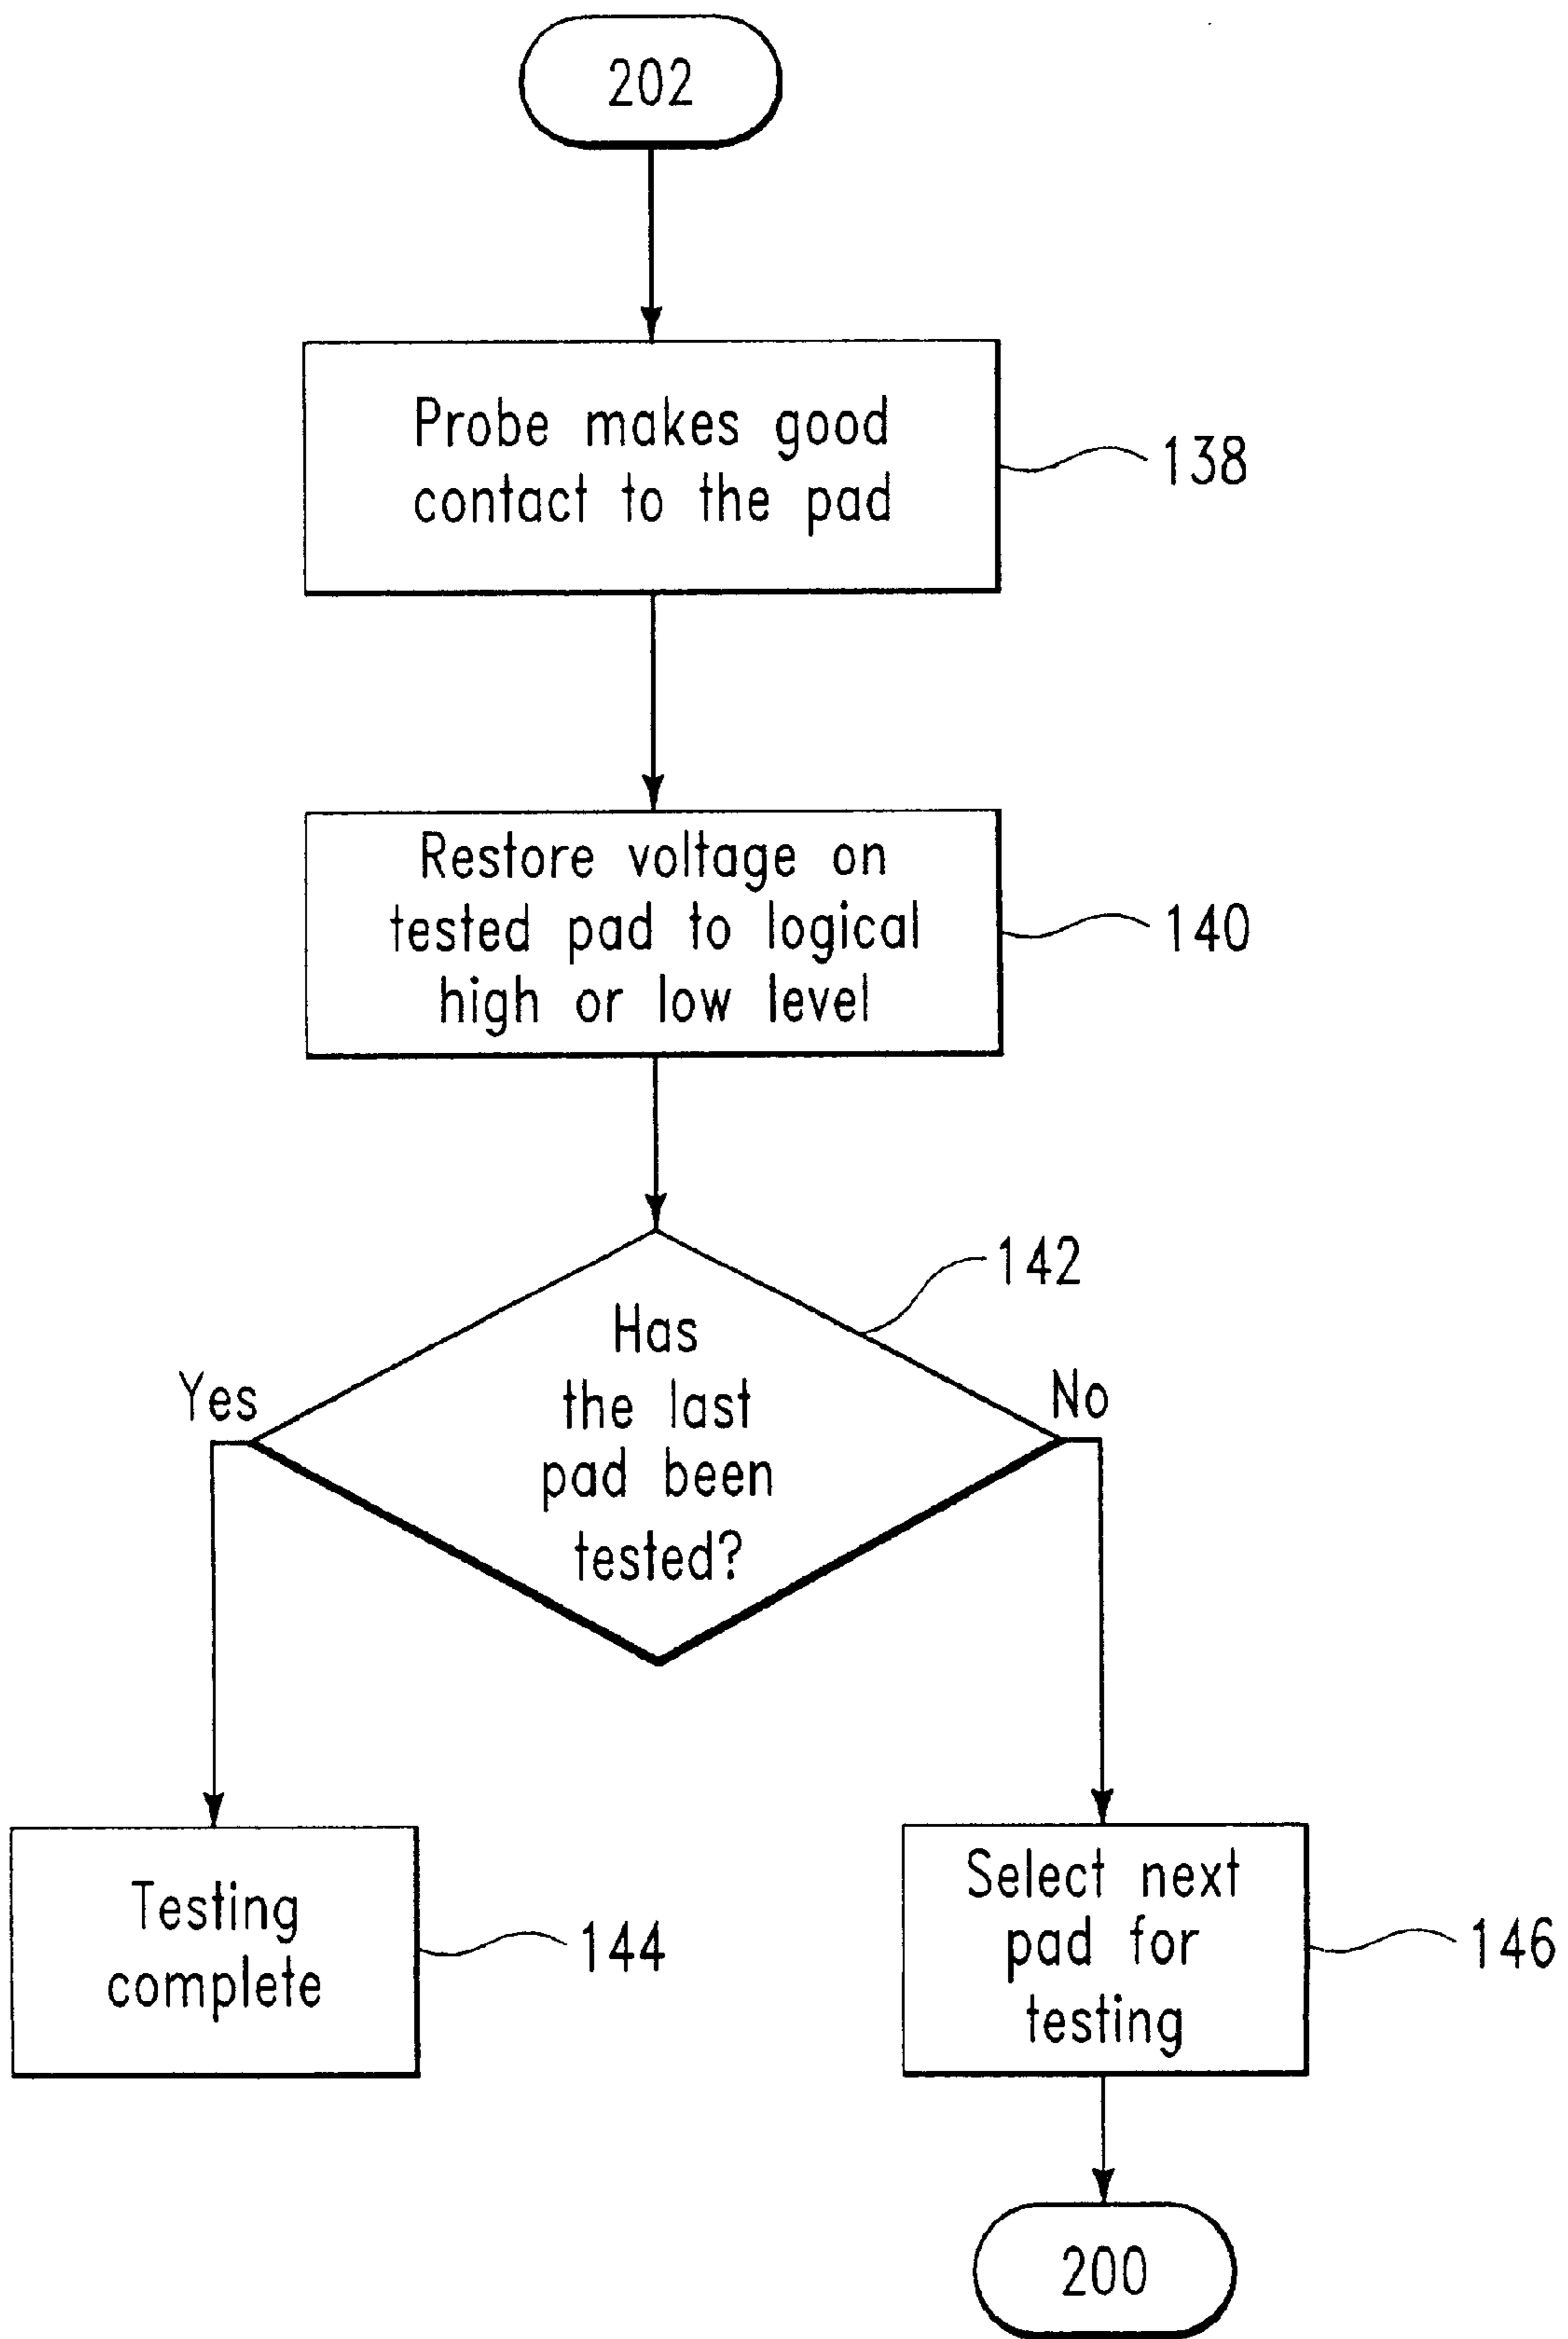 202
Probe makes good
contact to the pad
138
Restore voltage on
tested pad to logical
high or low level
140
142
Has
the last
pad been
tested?
Yes
No
Testing
complete
144
Select next
pad for
testing
146
200